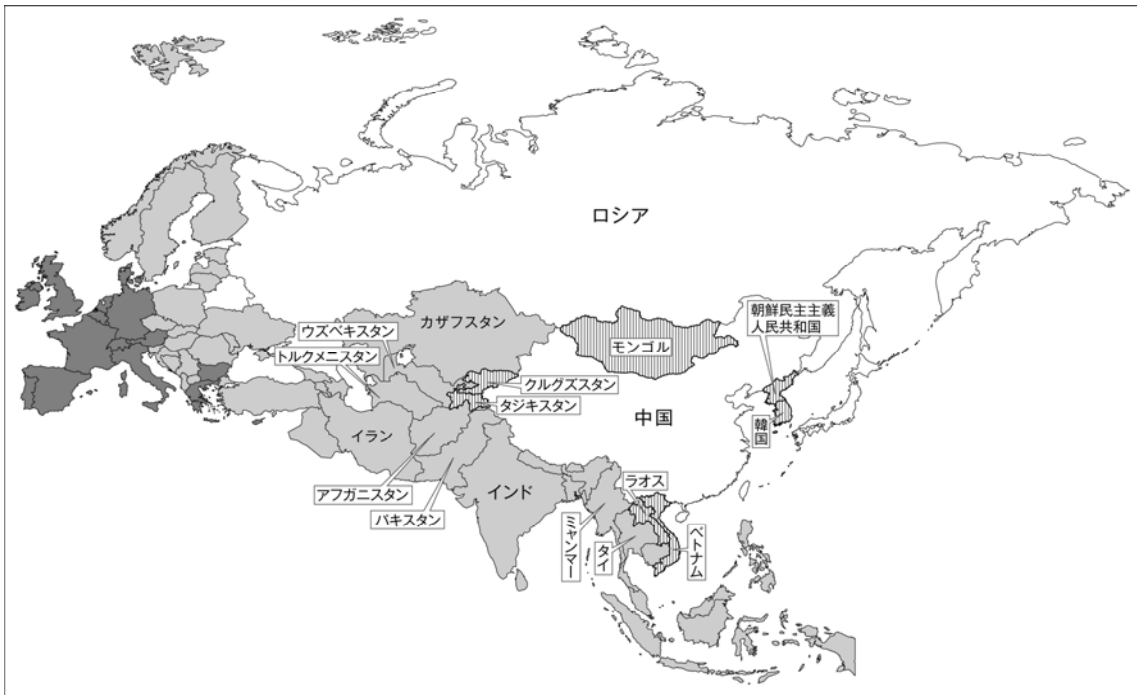 ロシア
カザフスタン
ウズベキスタン
トルクメニスタン
モンゴル
朝鮮民主主義
人民共和国
クルグズスタン
タジキスタン
中国
韓国
イラン
アフガニスタン
パキスタン
インド
ラオス
ミャンマー
タイ
ベトナム